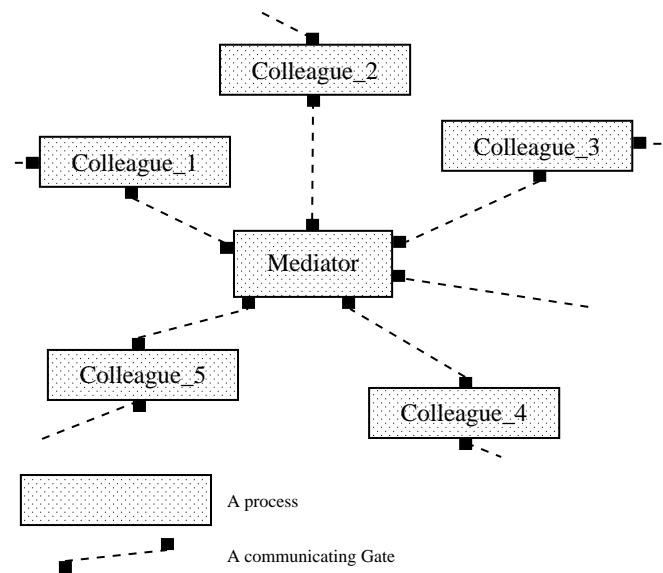 Colleague_2
Colleague_3
Colleague_1
Mediator
Colleague_5
Colleague_4
A process
A communicating Gate